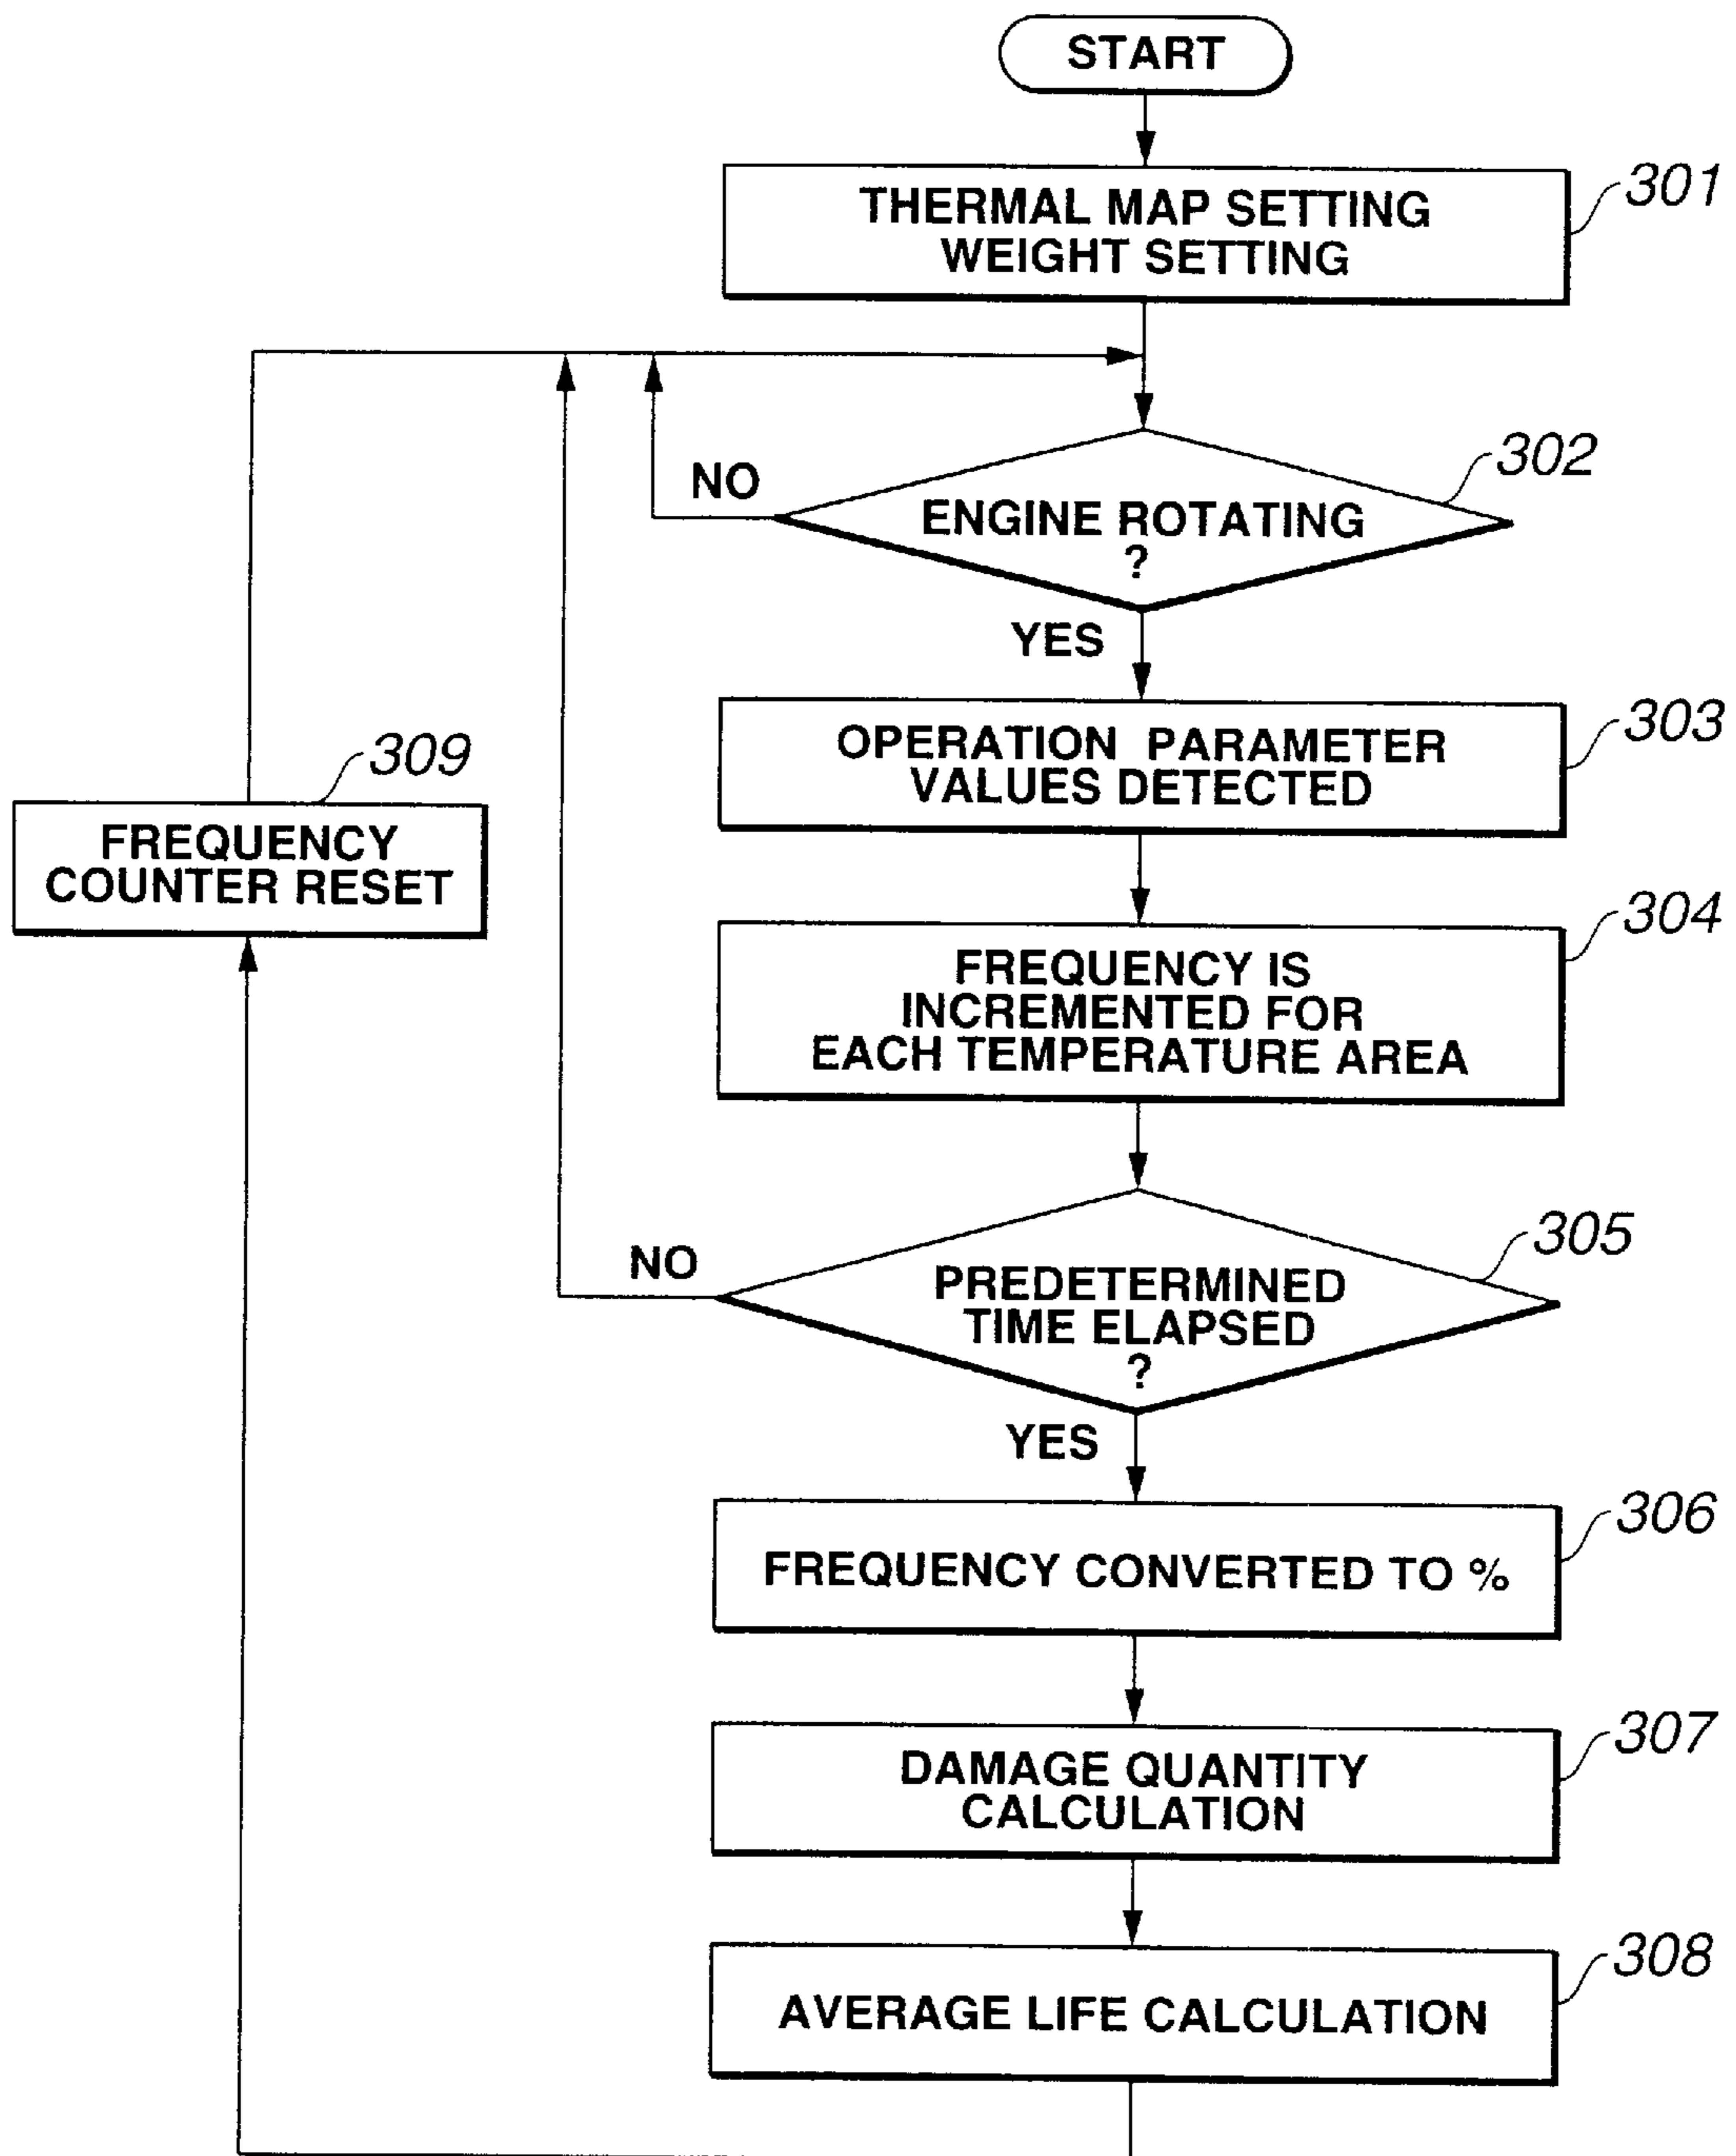 START
THERMAL MAP SETTING
WEIGHT SETTING
301
302
NO
ENGINE ROTATING
?
YES
303
OPERATION PARAMETER
VALUES DETECTED
309
FREQUENCY
COUNTER RESET
304
FREQUENCY IS
INCREMENTED FOR
EACH TEMPERATURE AREA
305
NO
PREDETERMINED
TIME ELAPSED
?
YES
306
FREQUENCY CONVERTED TO %
307
DAMAGE QUANTITY
CALCULATION
308
AVERAGE LIFE CALCULATION